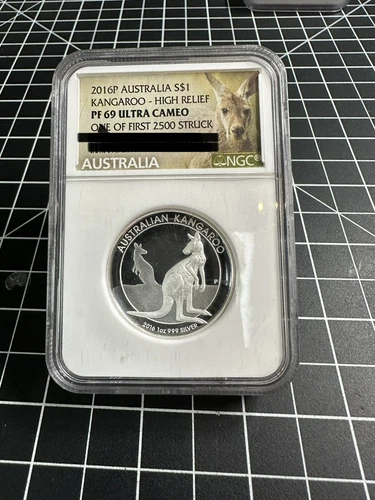 2016P AUSTRALIA S$1
KANGAROO - HIGH RELIEF
PF 69 ULTRA CAMEO
ONE OF FIRST 2500 STRUCK
AUSTRALIA
NGC
AUSTRALIAN KANGAROO
P
2016 1oz 999 SILVER